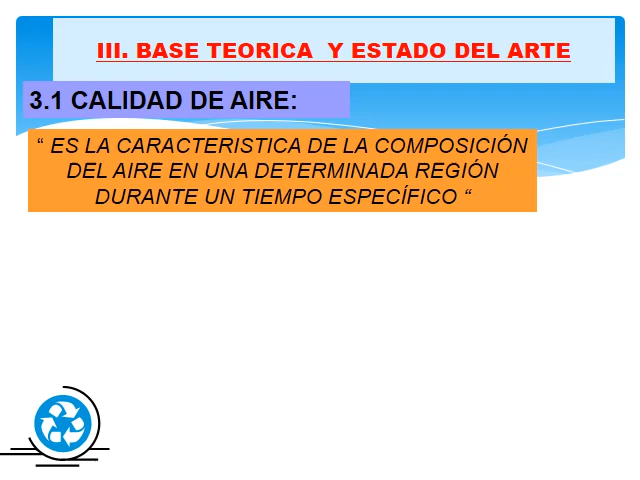 III. BASE TEORICA Y ESTADO DEL ARTE
3.1 CALIDAD DE AIRE:
“ ES LA CARACTERISTICA DE LA COMPOSICIÓN
DEL AIRE EN UNA DETERMINADA REGIÓN
DURANTE UN TIEMPO ESPECÍFICO “